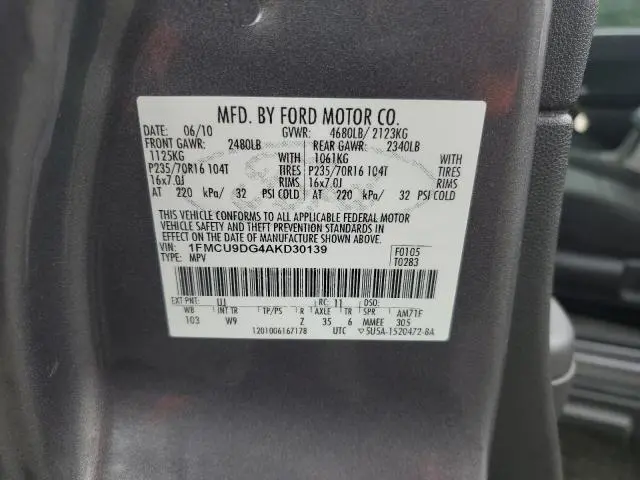 MFD. BY FORD MOTOR CO.
DATE: 06/10 GVWR: 4680LB/ 2123KG
FRONT GAWR: 2480LB REAR GAWR: 2340LB
1125KG WITH 1061KG WITH
P235/70R16 104T TIRES P235/70R16 104T TIRES
16x7.0J RIMS 16x7.0J RIMS
AT 220 kPa/ 32 PSI COLD AT 220 kPa/ 32 PSI COLD
THIS VEHICLE CONFORMS TO ALL APPLICABLE FEDERAL MOTOR
VEHICLE SAFETY AND THEFT PREVENTION STANDARDS IN
EFFECT ON THE DATE OF MANUFACTURE SHOWN ABOVE.
VIN: 1FMCU9DG4AKD30139 F0105
TYPE: MPV T0283
EXT PNT: UJ RC: 11 DSO:
WB INT TR TP/PS R AXLE TR SPR AM71F
103 W9 Z 35 6 MMEE 305
1201006167178 UTC 5U5A-1520472-BA